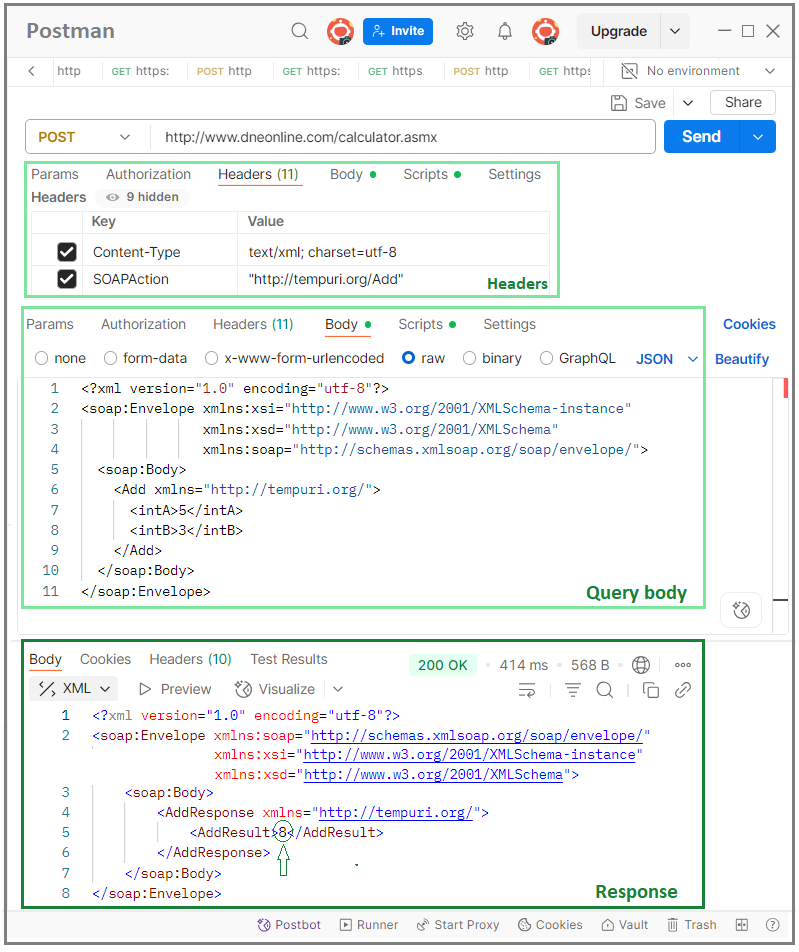 Postman Invite Upgrade
http GET https: POST http GET https: GET https POST http GET https No environment
Save Share
POST http://www.dneonline.com/calculator.asmx Send
Params Authorization Headers (11) Body Scripts Settings
Headers 9 hidden
Key Value
Content-Type text/xml; charset=utf-8
SOAPAction "http://tempuri.org/Add"
Headers
Params Authorization Headers (11) Body Scripts Settings Cookies
none form-data x-www-form-urlencoded raw binary GraphQL JSON Beautify
1 <?xml version="1.0" encoding="utf-8"?>
2 <soap:Envelope xmlns:xsi="http://www.w3.org/2001/XMLSchema-instance"
3 xmlns:xsd="http://www.w3.org/2001/XMLSchema"
4 xmlns:soap="http://schemas.xmlsoap.org/soap/envelope/">
5 <soap:Body>
6 <Add xmlns="http://tempuri.org/">
7 <intA>5</intA>
8 <intB>3</intB>
9 </Add>
10 </soap:Body>
11 </soap:Envelope>
Query body
Body Cookies Headers (10) Test Results 200 OK 414 ms 568 B
XML Preview Visualize
1 <?xml version="1.0" encoding="utf-8"?>
2 <soap:Envelope xmlns:soap="http://schemas.xmlsoap.org/soap/envelope/"
xmlns:xsi="http://www.w3.org/2001/XMLSchema-instance"
xmlns:xsd="http://www.w3.org/2001/XMLSchema">
3 <soap:Body>
4 <AddResponse xmlns="http://tempuri.org/">
5 <AddResult>8</AddResult>
6 </AddResponse>
7 </soap:Body>
8 </soap:Envelope>
Response
Postbot Runner Start Proxy Cookies Vault Trash